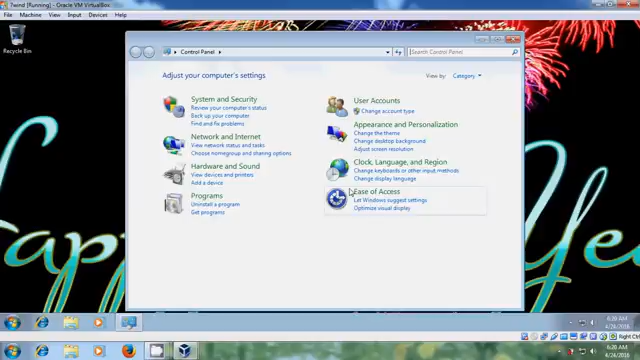 7wind [Running] - Oracle VM VirtualBox
File Machine View Input Devices Help
Recycle Bin
Control Panel
Search Control Panel
Adjust your computer's settings
View by: Category
System and Security
Review your computer's status
Back up your computer
Find and fix problems
Network and Internet
View network status and tasks
Choose homegroup and sharing options
Hardware and Sound
View devices and printers
Add a device
Programs
Uninstall a program
Get programs
User Accounts
Change account type
Appearance and Personalization
Change the theme
Change desktop background
Adjust screen resolution
Clock, Language, and Region
Change keyboards or other input methods
Change display language
Ease of Access
Let Windows suggest settings
Optimize visual display
6:20 AM
4/24/2016
Right Ctrl
6:20 AM
4/24/2016